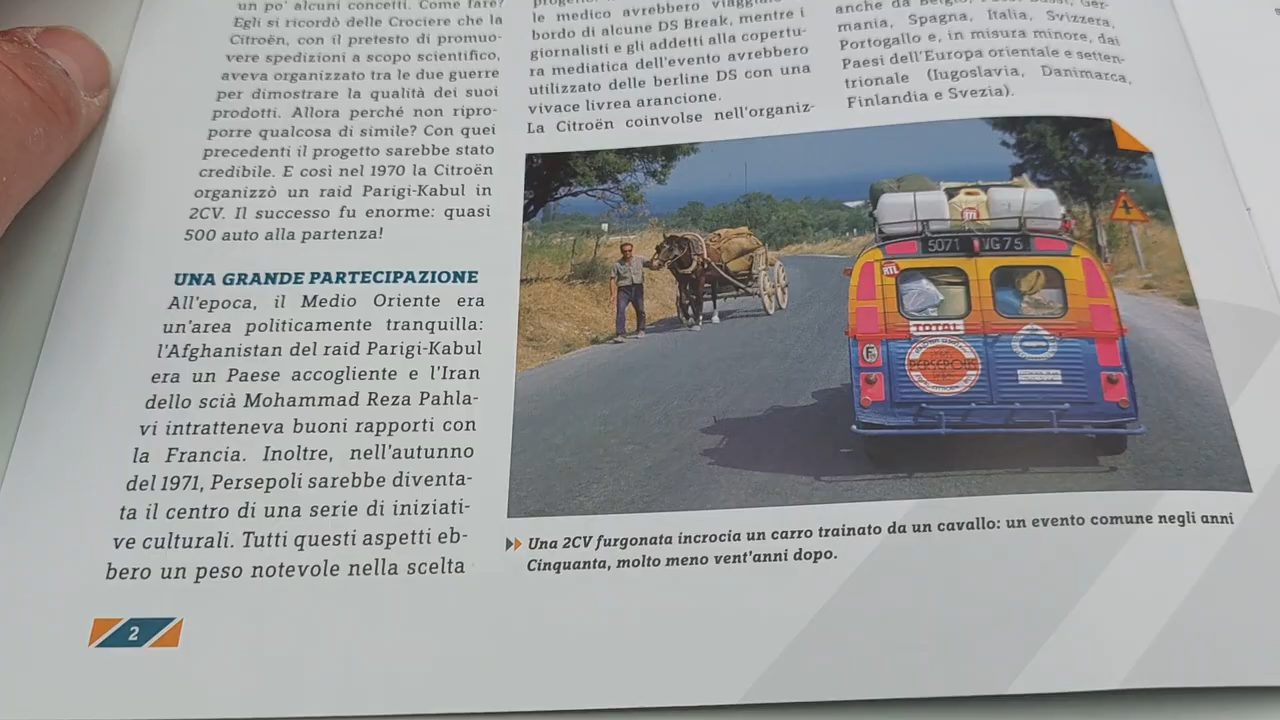 un po' alcuni concetti. Come fare?
Egli si ricordò delle Crociere che la
Citroën, con il pretesto di promuo-
vere spedizioni a scopo scientifico,
aveva organizzato tra le due guerre
per dimostrare la qualità dei suoi
prodotti. Allora perché non ripro-
porre qualcosa di simile? Con quei
precedenti il progetto sarebbe stato
credibile. E così nel 1970 la Citroën
organizzò un raid Parigi-Kabul in
2CV. Il successo fu enorme: quasi
500 auto alla partenza!
UNA GRANDE PARTECIPAZIONE
All'epoca, il Medio Oriente era
un'area politicamente tranquilla:
l'Afghanistan del raid Parigi-Kabul
era un Paese accogliente e l'Iran
dello scià Mohammad Reza Pahla-
vi intratteneva buoni rapporti con
la Francia. Inoltre, nell'autunno
del 1971, Persepoli sarebbe diventa-
ta il centro di una serie di iniziati-
ve culturali. Tutti questi aspetti eb-
bero un peso notevole nella scelta
le medico avrebbero
bordo di alcune DS Break, mentre i
giornalisti e gli addetti alla copertu-
ra mediatica dell'evento avrebbero
utilizzato delle berline DS con una
vivace livrea arancione.
La Citroën coinvolse nell'organiz-
anche da
mania, Spagna, Italia, Svizzera,
Portogallo e, in misura minore, dai
Paesi dell'Europa orientale e setten-
trionale (Iugoslavia, Danimarca,
Finlandia e Svezia).
RTL
5071 VG 75
RTL
TOTAL
F
PERSEPOLIS
Una 2CV furgonata incrocia un carro trainato da un cavallo: un evento comune negli anni
Cinquanta, molto meno vent'anni dopo.
2